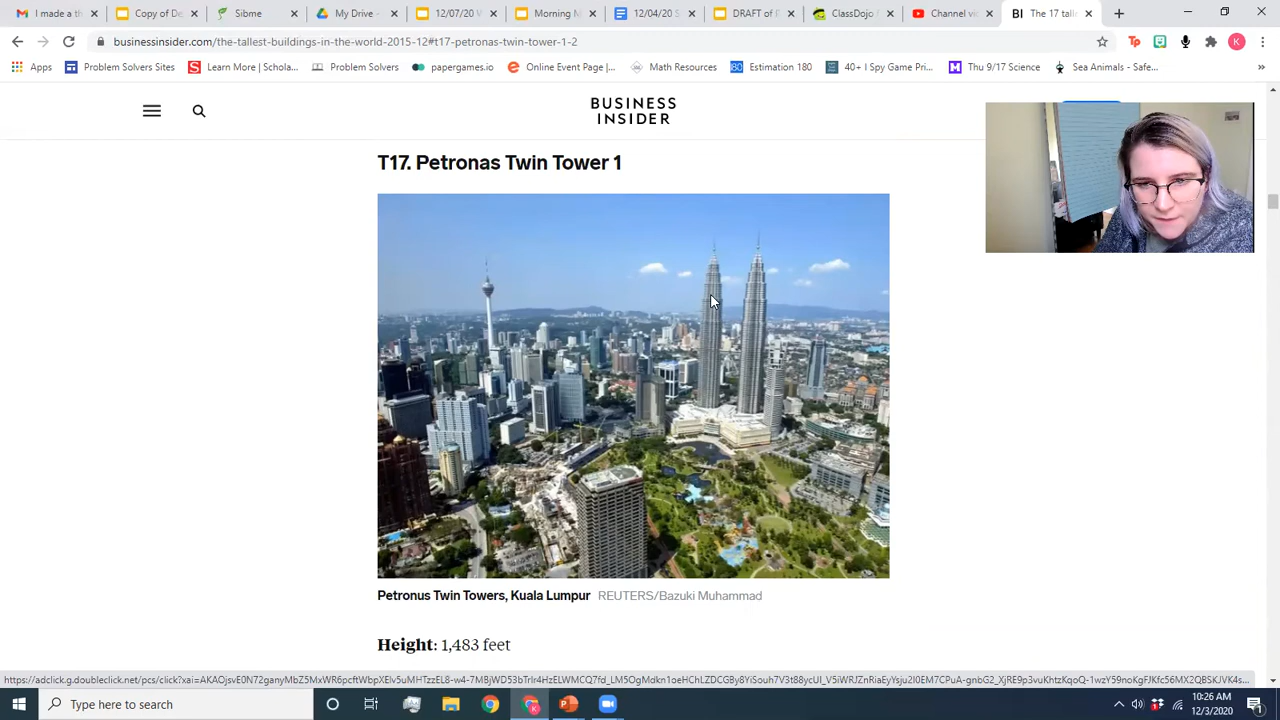 I made a th
Copy of De
Sibme
My Drive -
12/07/20 W
Morning M
12/04/20 S
DRAFT of
ClassDojo f
Channel vi
BI The 17 tall
businessinsider.com/the-tallest-buildings-in-the-world-2015-12#t17-petronas-twin-tower-1-2
Tp
K
Apps
Problem Solvers Sites
Learn More | Schola...
Problem Solvers
papergames.io
Online Event Page |...
Math Resources
180 Estimation 180
40+ I Spy Game Pri...
M Thu 9/17 Science
Sea Animals - Safe...
»
BUSINESS
INSIDER
T17. Petronas Twin Tower 1
Petronus Twin Towers, Kuala Lumpur REUTERS/Bazuki Muhammad
Height: 1,483 feet
Type here to search
10:26 AM
12/3/2020